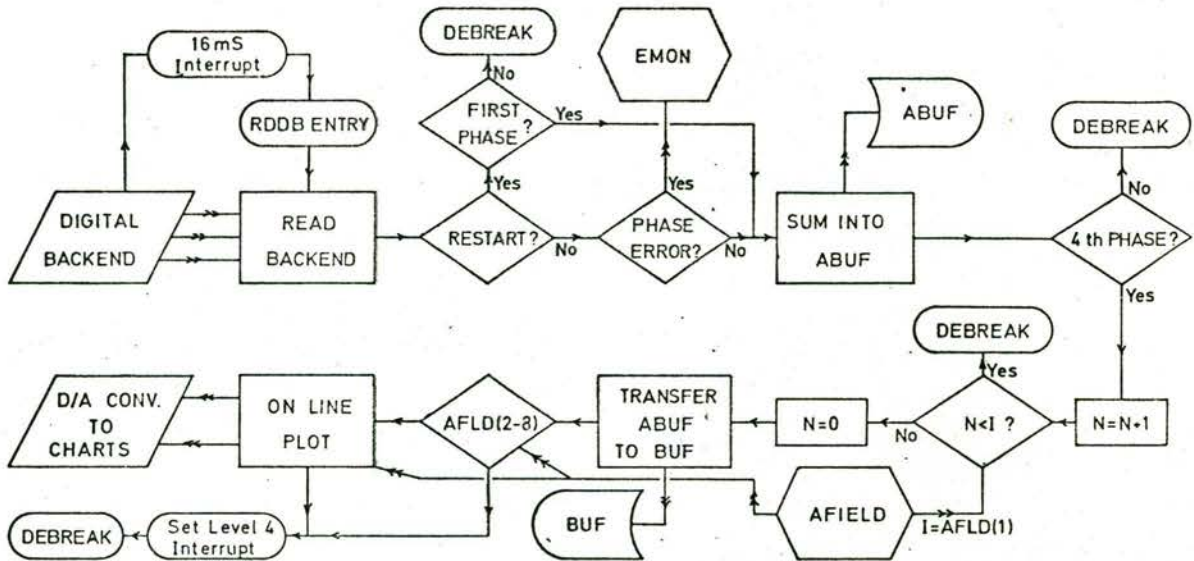 16mS
Interrupt
RDDB ENTRY
DIGITAL
BACKEND
READ
BACKEND
DEBREAK
No
FIRST
PHASE?
Yes
Yes
RESTART?
No
EMON
Yes
PHASE
ERROR?
No
ABUF
SUM INTO
ABUF
DEBREAK
No
4 th PHASE?
Yes
DEBREAK
Yes
D/A CONV.
TO
CHARTS
ON LINE
PLOT
AFLD(2-8)
TRANSFER
ABUF
TO BUF
N=0
No
N<I ?
N=N+1
DEBREAK
Set Level 4
Interrupt
BUF
AFIELD
I=AFLD(1)